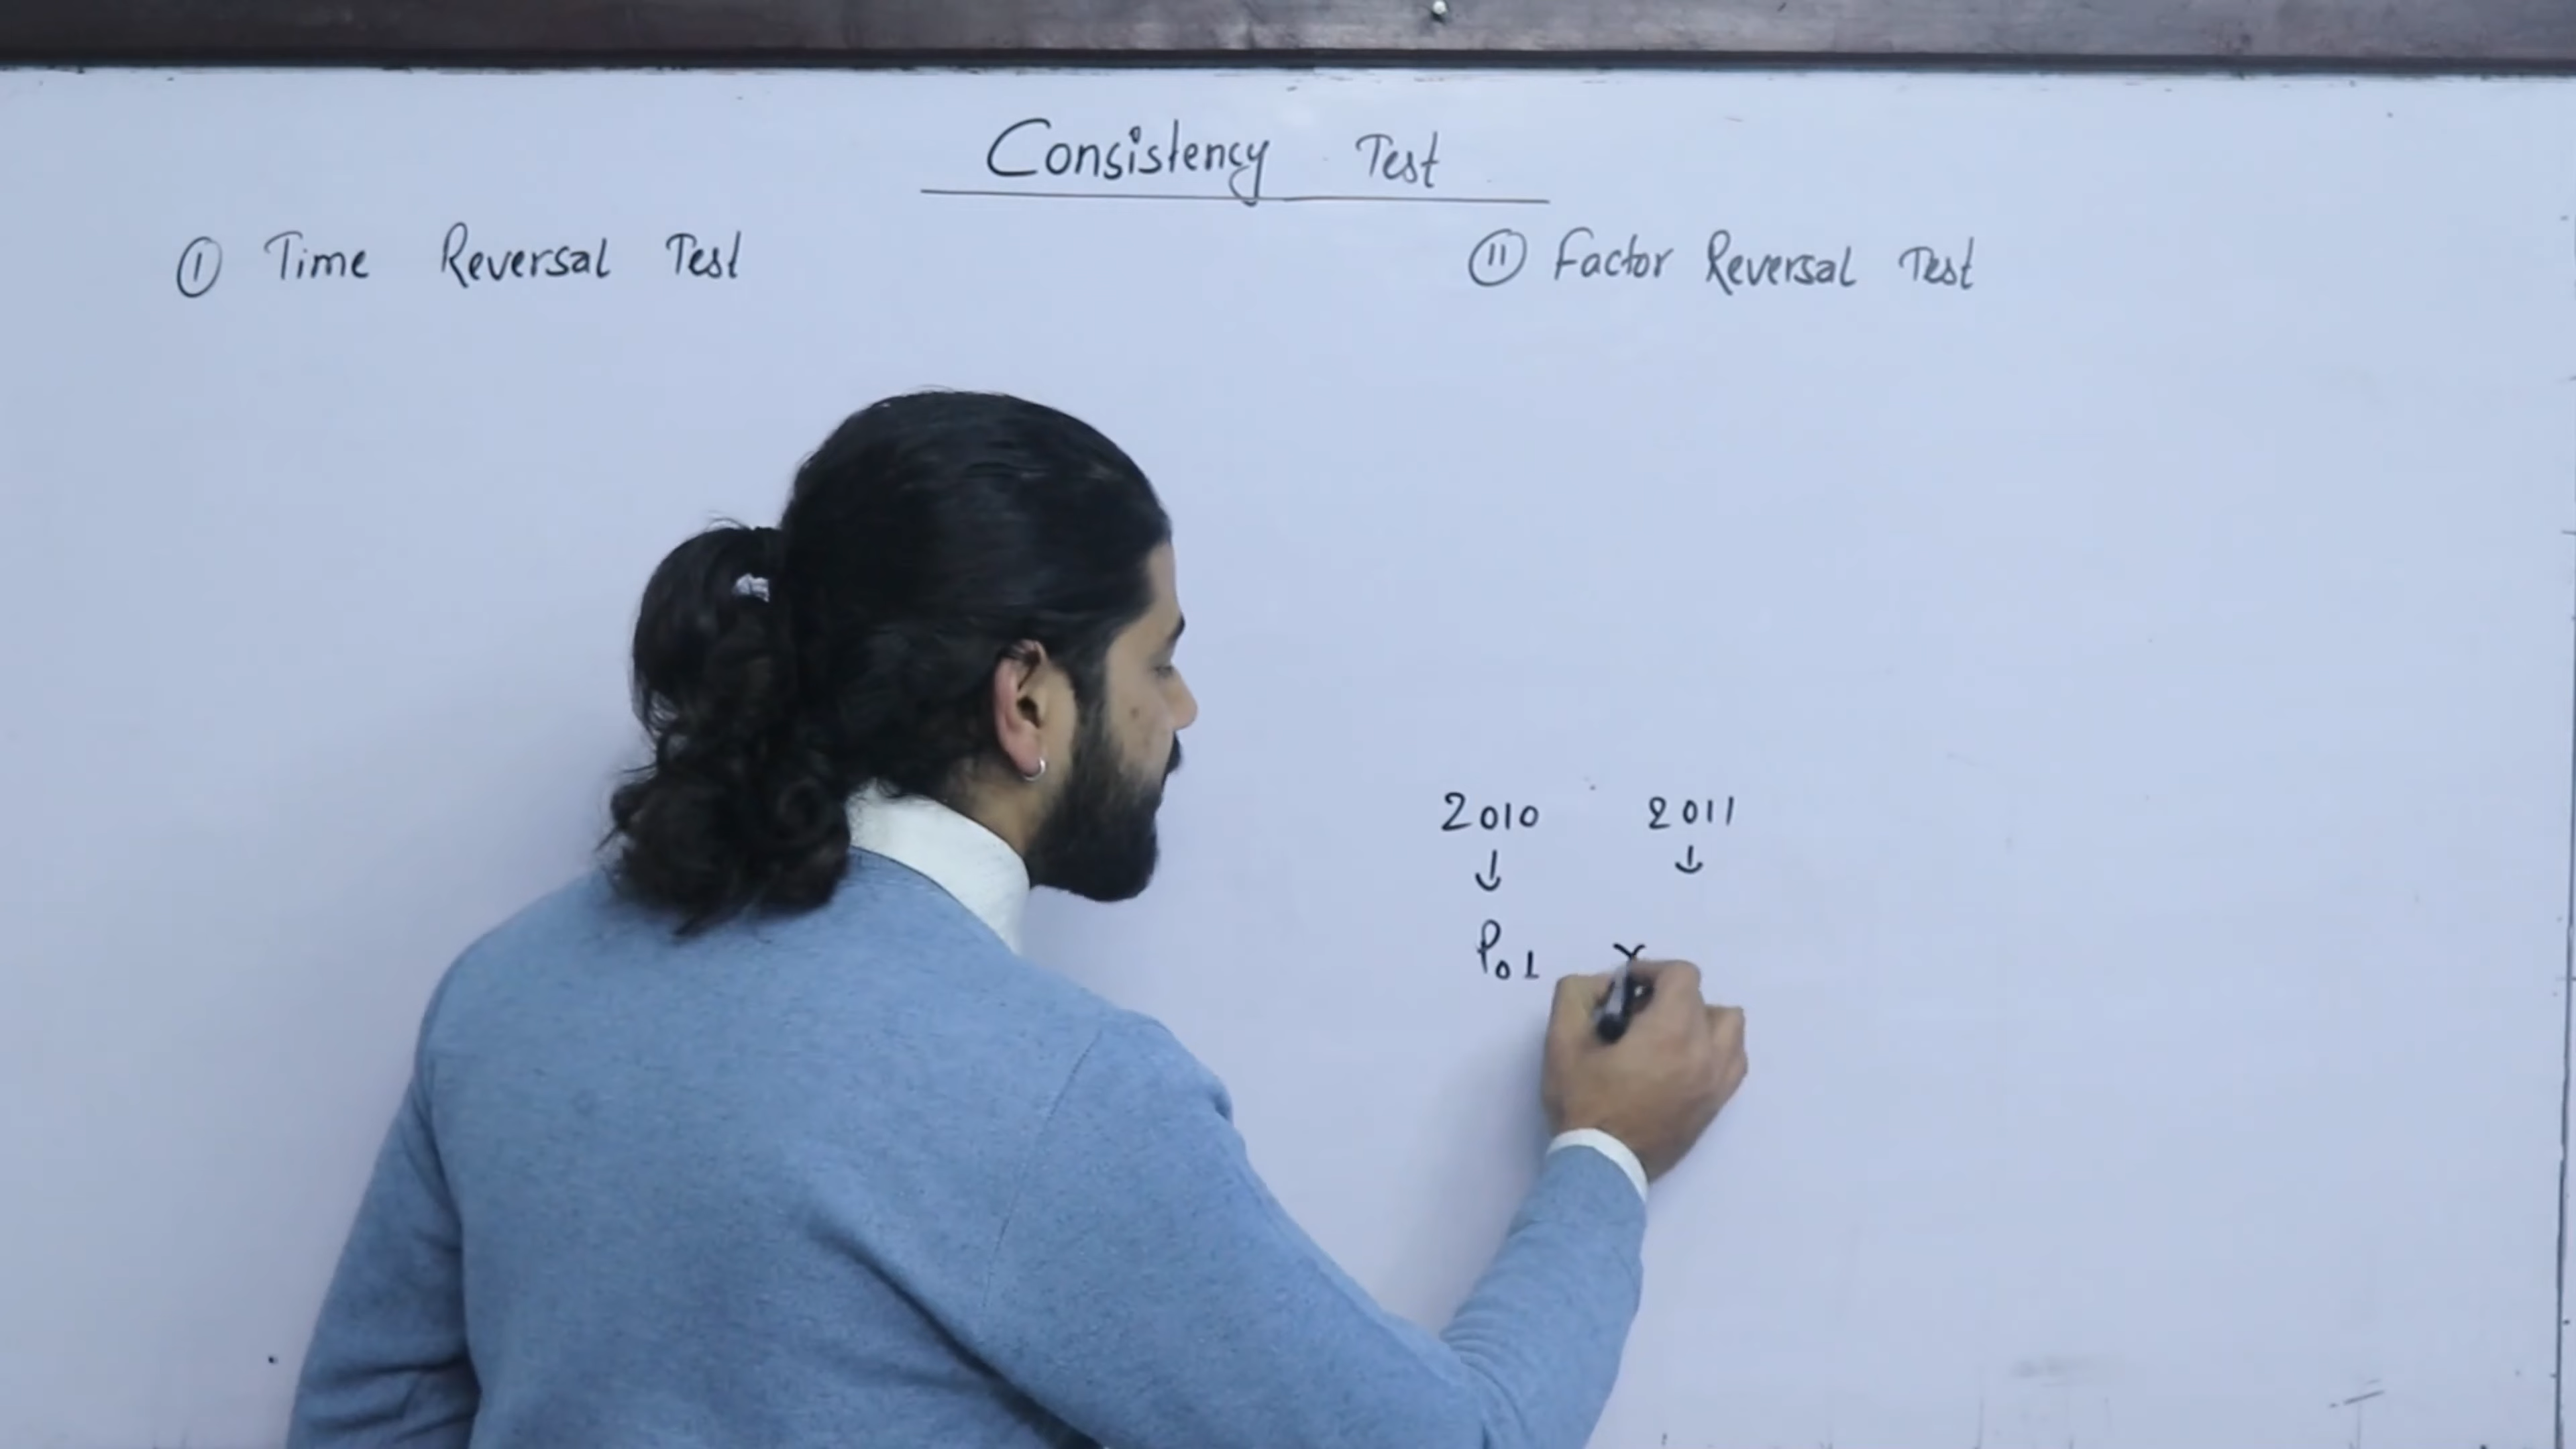 Consistency Test
① Time Reversal Test
⑪ Factor Reversal Test
2010 2011
↓ ↓
P₀₁ ×